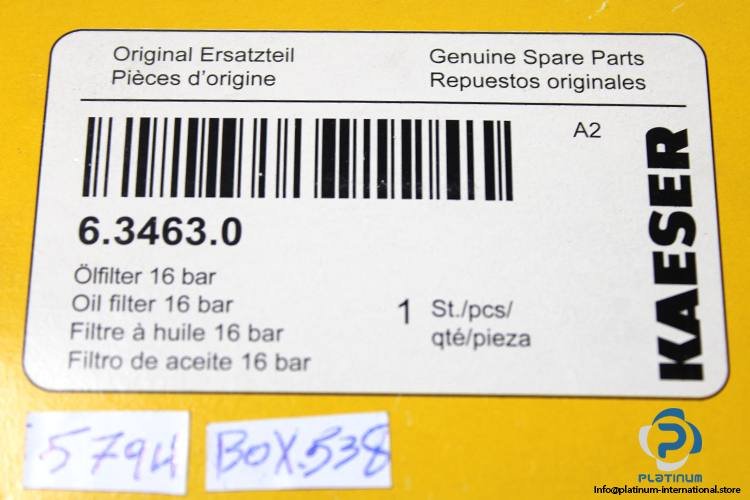 Original Ersatzteil
Pièces d'origine
Genuine Spare Parts
Repuestos originales
A2
KAESER
6.3463.0
Ölfilter 16 bar
Oil filter 16 bar
Filtre à huile 16 bar
Filtro de aceite 16 bar
1 St./pcs/
qté/pieza
5794
BOX.538
PLATINUM
Info@platinum-international.store